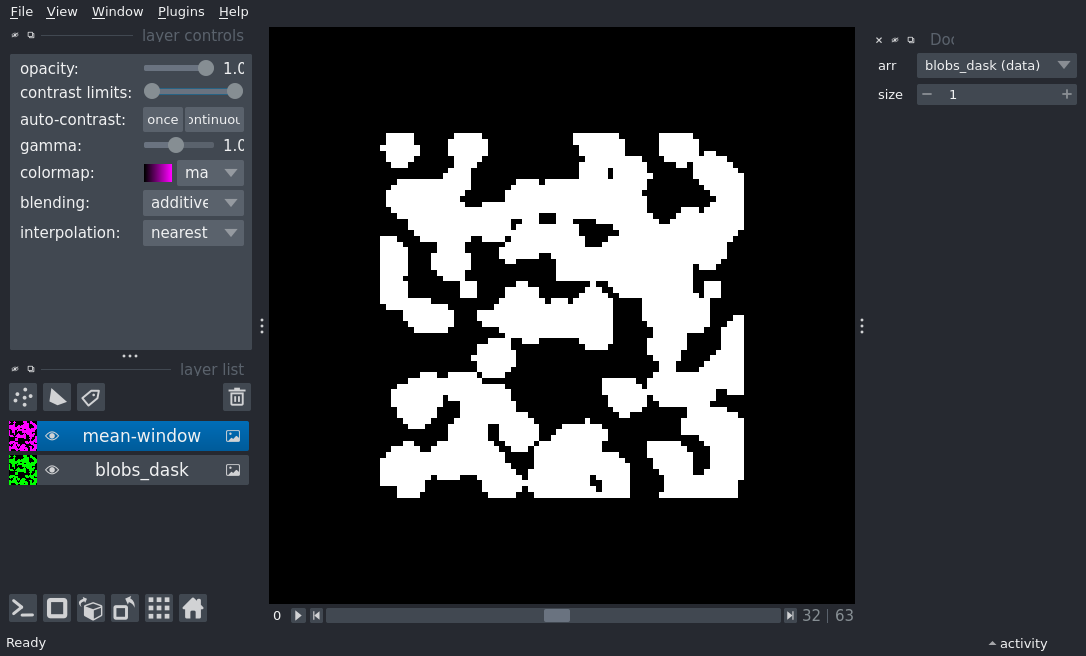 File View Window Plugins Help
layer controls
opacity: 1.0
contrast limits:
auto-contrast: once ontinuou
gamma: 1.0
colormap: ma
blending: additive
interpolation: nearest
layer list
mean-window
blobs_dask
arr blobs_dask (data)
size 1
0 32 | 63
Ready
activity